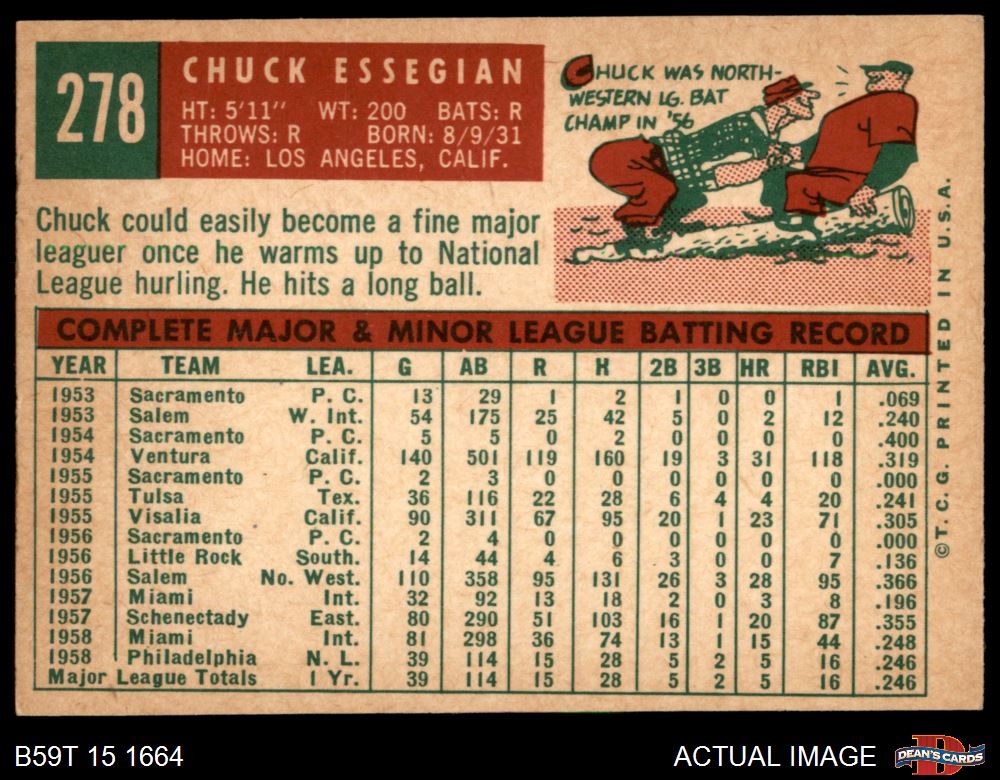 278
CHUCK ESSEGIAN
HT: 5'11" WT: 200 BATS: R
THROWS: R BORN: 8/9/31
HOME: LOS ANGELES, CALIF.
CHUCK WAS NORTH-
WESTERN LG. BAT
CHAMP IN '56
Chuck could easily become a fine major
leaguer once he warms up to National
League hurling. He hits a long ball.
COMPLETE MAJOR & MINOR LEAGUE BATTING RECORD
YEAR TEAM LEA. G AB R H 2B 3B HR RBI AVG.
1953 Sacramento P. C. 13 29 1 2 1 0 0 1 .069
1953 Salem W. Int. 54 175 25 42 5 0 2 12 .240
1954 Sacramento P. C. 5 5 0 2 0 0 0 0 .400
1954 Ventura Calif. 140 501 119 160 19 3 31 118 .319
1955 Sacramento P. C. 2 3 0 0 0 0 0 0 .000
1955 Tulsa Tex. 36 116 22 28 6 4 4 20 .241
1955 Visalia Calif. 90 311 67 95 20 1 23 71 .305
1956 Sacramento P. C. 2 4 0 0 0 0 0 0 .000
1956 Little Rock South. 14 44 4 6 3 0 0 7 .136
1956 Salem No. West. 110 358 95 131 26 3 28 95 .366
1957 Miami Int. 32 92 13 18 2 0 3 8 .196
1957 Schenectady East. 80 290 51 103 16 1 20 87 .355
1958 Miami Int. 81 298 36 74 13 1 15 44 .248
1958 Philadelphia N. L. 39 114 15 28 5 2 5 16 .246
Major League Totals 1 Yr. 39 114 15 28 5 2 5 16 .246
©T.C.G. PRINTED IN U.S.A.
B59T 15 1664
ACTUAL IMAGE
DEAN'S CARDS